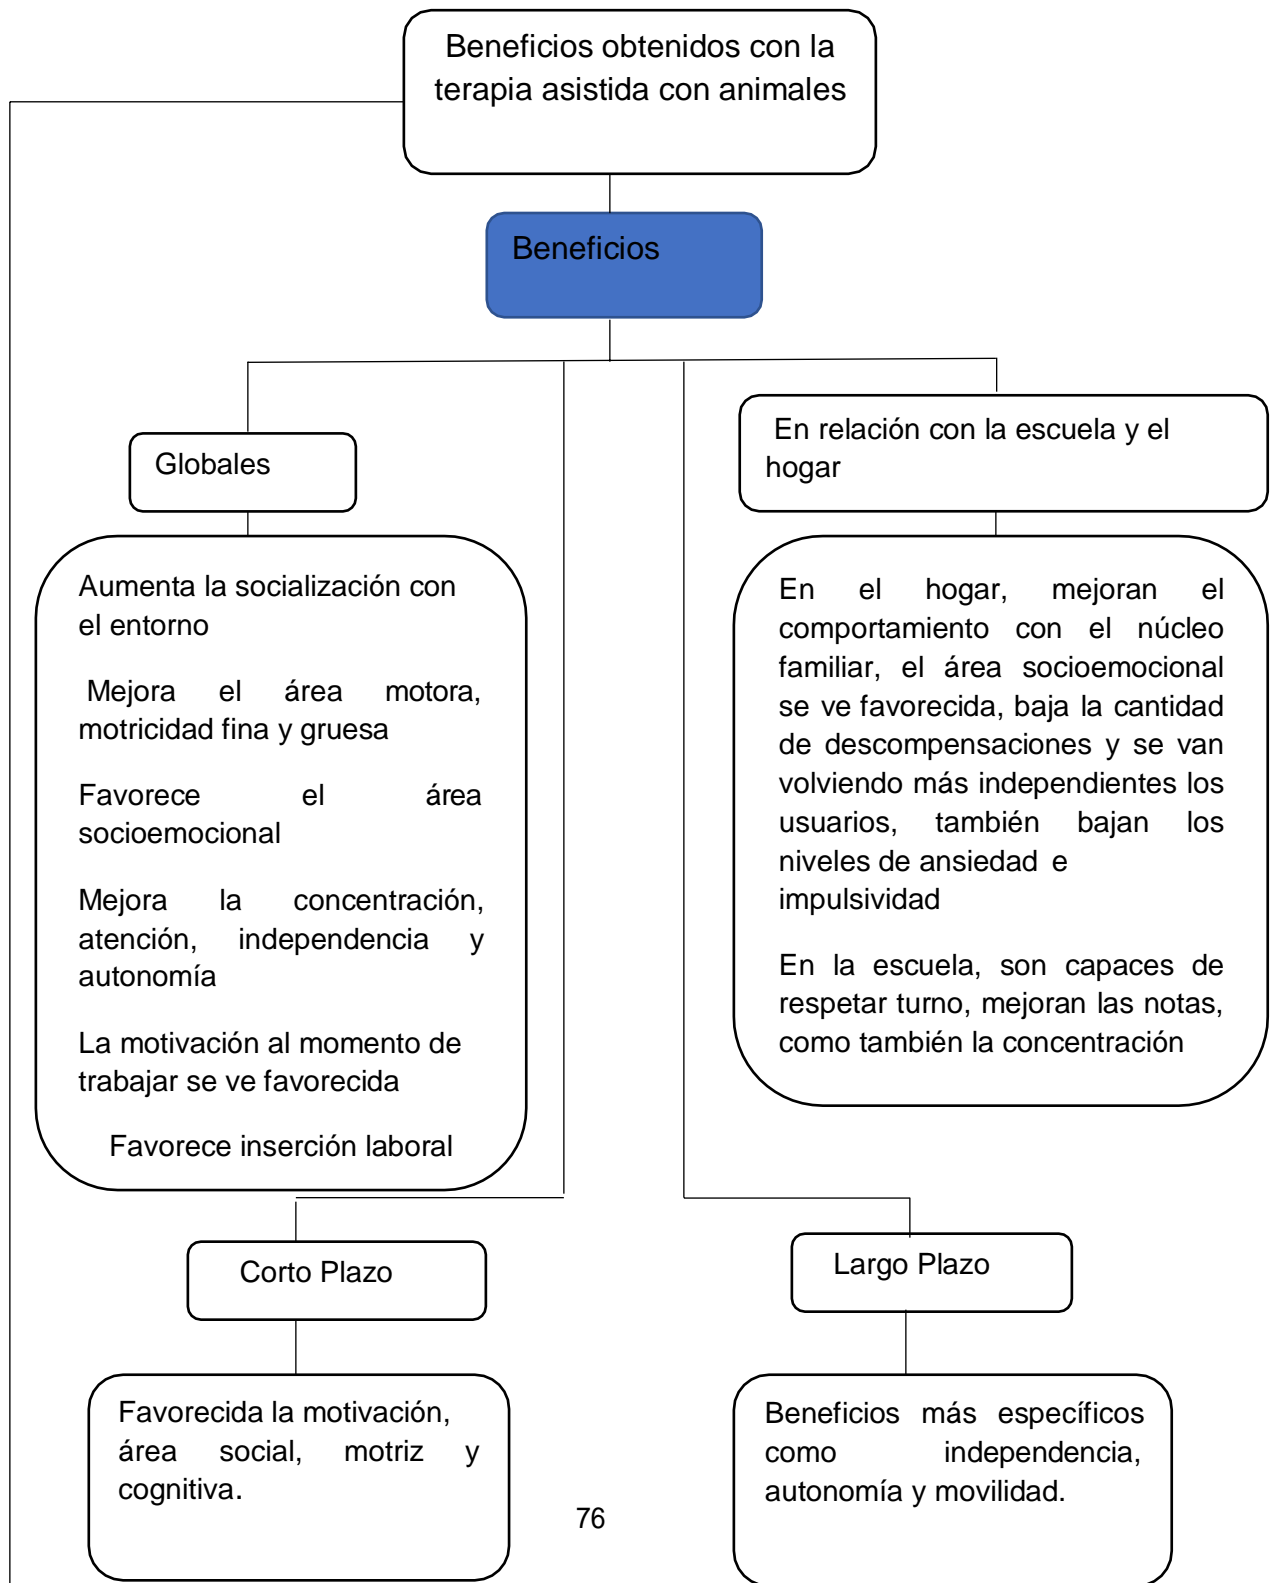 Beneficios obtenidos con la
terapia asistida con animales
Beneficios
Globales
En relación con la escuela y el
hogar
Aumenta la socialización con
el entorno
Mejora el área motora,
motricidad fina y gruesa
Favorece el área
socioemocional
Mejora la concentración,
atención, independencia y
autonomía
La motivación al momento de
trabajar se ve favorecida
Favorece inserción laboral
En el hogar, mejoran el
comportamiento con el núcleo
familiar, el área socioemocional
se ve favorecida, baja la cantidad
de descompensaciones y se van
volviendo más independientes los
usuarios, también bajan los
niveles de ansiedad e
impulsividad
En la escuela, son capaces de
respetar turno, mejoran las notas,
como también la concentración
Corto Plazo
Largo Plazo
Favorecida la motivación,
área social, motriz y
cognitiva.
Beneficios más específicos
como independencia,
autonomía y movilidad.
76